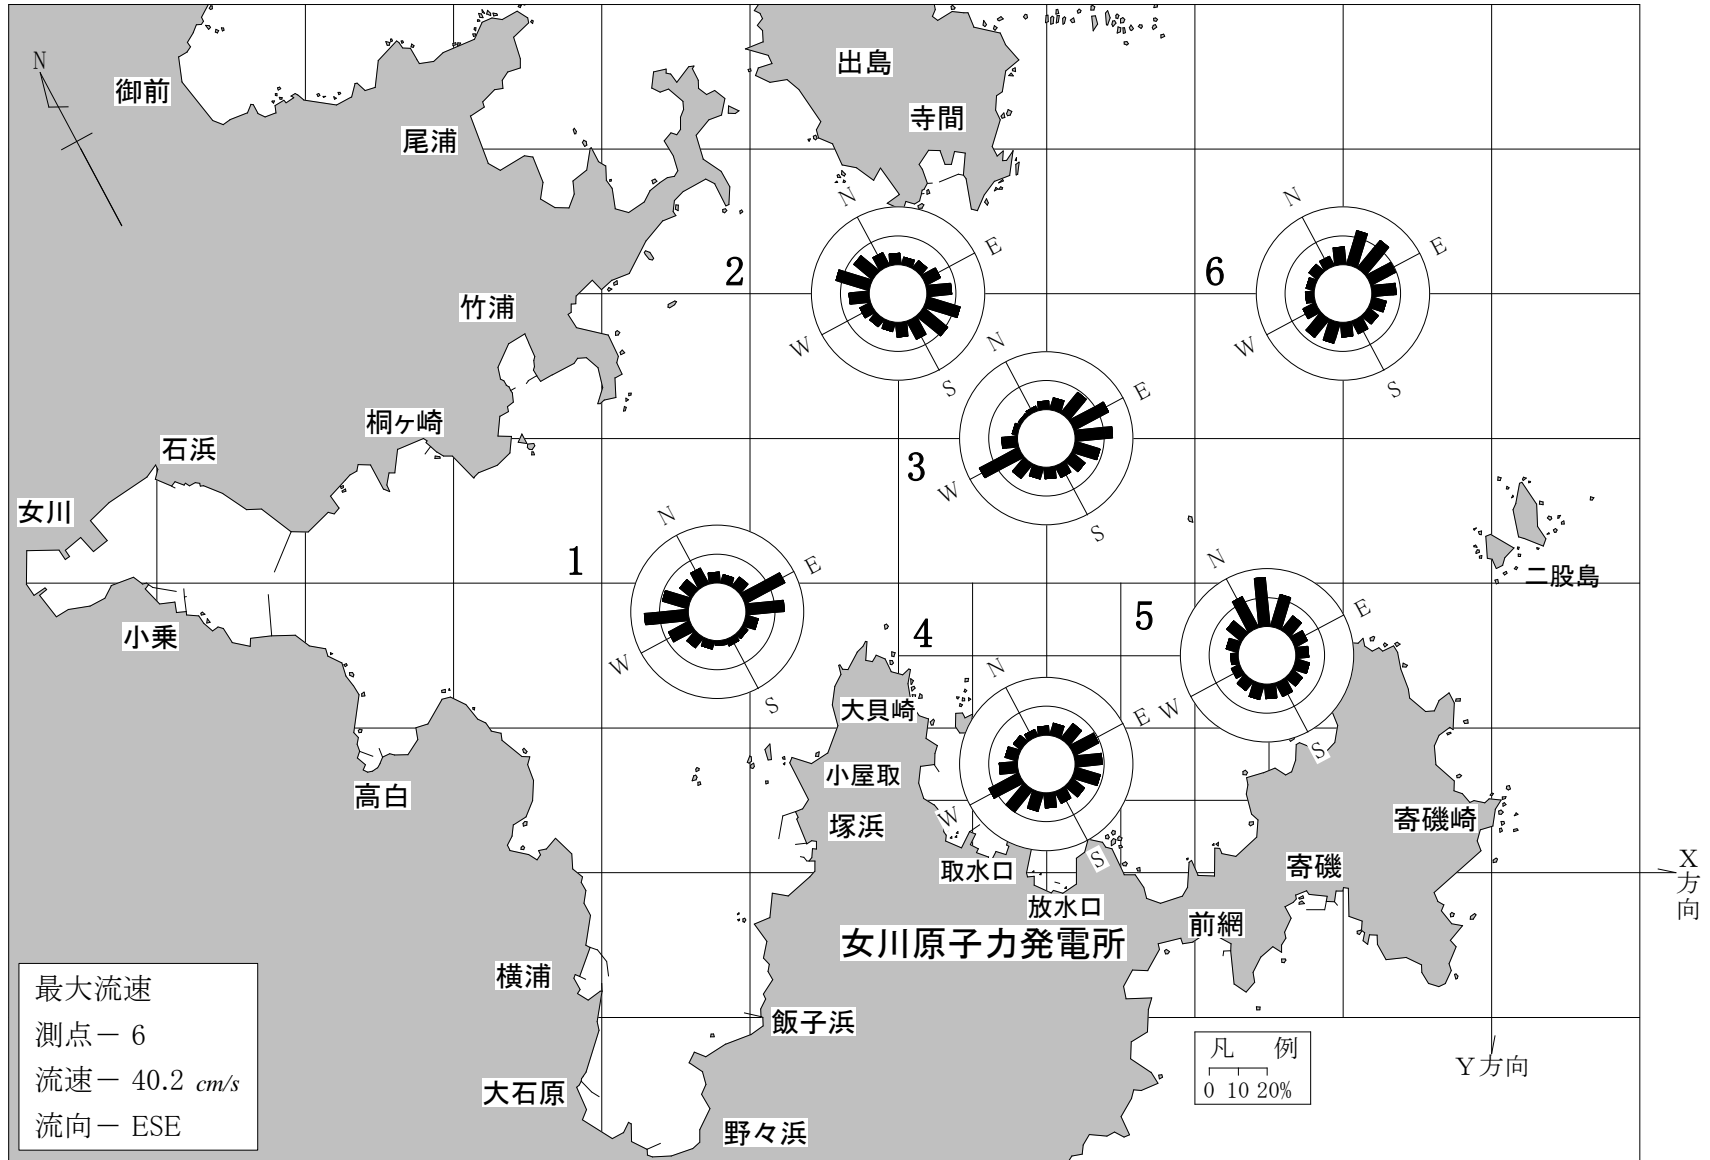 N
御前
尾浦
出島
寺間
竹浦
桐ヶ崎
石浜
女川
小乗
高白
2
N
E
W
S
6
N
E
W
S
3
N
E
W
S
1
N
E
W
S
4
N
E
W
S
5
N
E
W
S
二股島
大貝崎
小屋取
塚浜
取水口
放水口
女川原子力発電所
前網
寄磯
寄磯崎
横浦
飯子浜
大石原
野々浜
X方向
Y方向
凡 例
0 10 20%
最大流速
測点－ 6
流速－ 40.2 cm/s
流向－ ESE